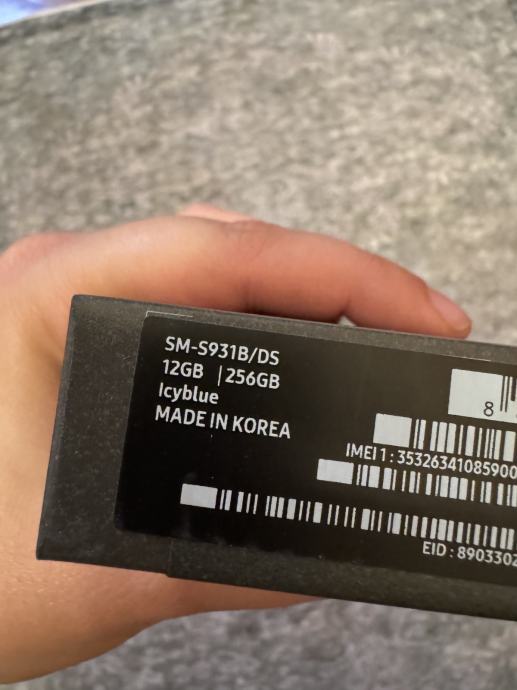 SM-S931B/DS
12GB | 256GB
Icyblue
MADE IN KOREA
8
IMEI 1 : 35326341085900
EID : 8903302